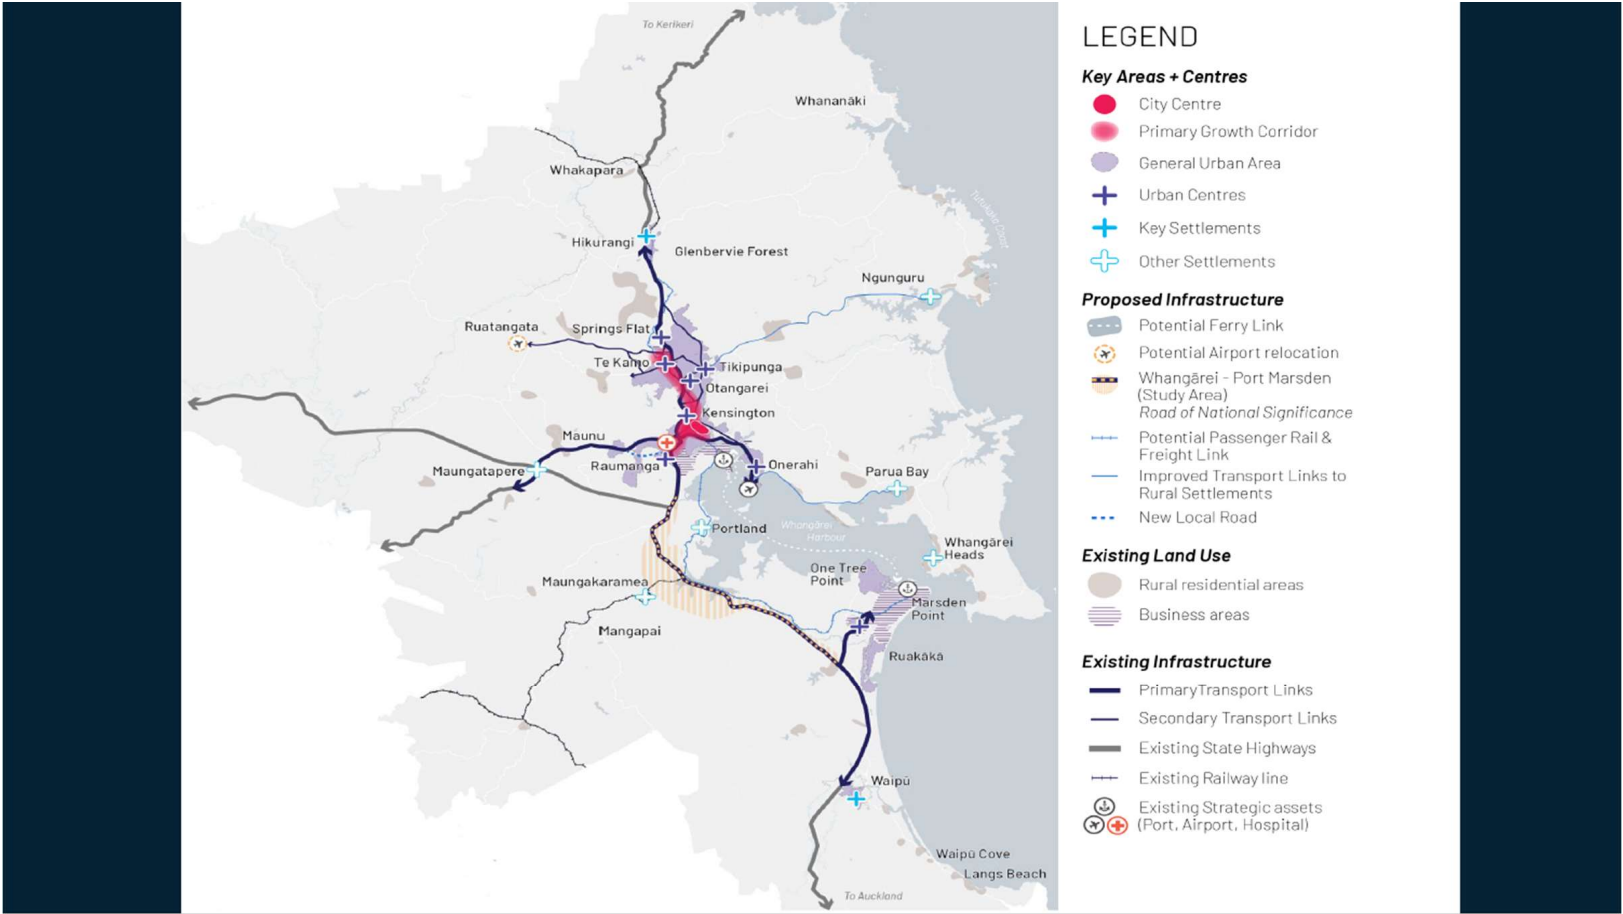 To Kerikeri
Whananāki
Whakapara
Tutukaka Coast
Hikurangi
Glenbervie Forest
Ngunguru
Ruatangata
Springs Flat
Te Kamo
Tikipunga
Otangarei
Kensington
Maunu
Maungatapere
Raumanga
Onerahi
Parua Bay
Portland
Whangārei
Harbour
Whangārei
Heads
One Tree
Point
Maungakaramea
Marsden
Point
Mangapai
Ruakākā
Waipū
Waipū Cove
Langs Beach
To Auckland
LEGEND
Key Areas + Centres
City Centre
Primary Growth Corridor
General Urban Area
Urban Centres
Key Settlements
Other Settlements
Proposed Infrastructure
Potential Ferry Link
Potential Airport relocation
Whangārei - Port Marsden
(Study Area)
Road of National Significance
Potential Passenger Rail &
Freight Link
Improved Transport Links to
Rural Settlements
New Local Road
Existing Land Use
Rural residential areas
Business areas
Existing Infrastructure
PrimaryTransport Links
Secondary Transport Links
Existing State Highways
Existing Railway line
Existing Strategic assets
(Port, Airport, Hospital)